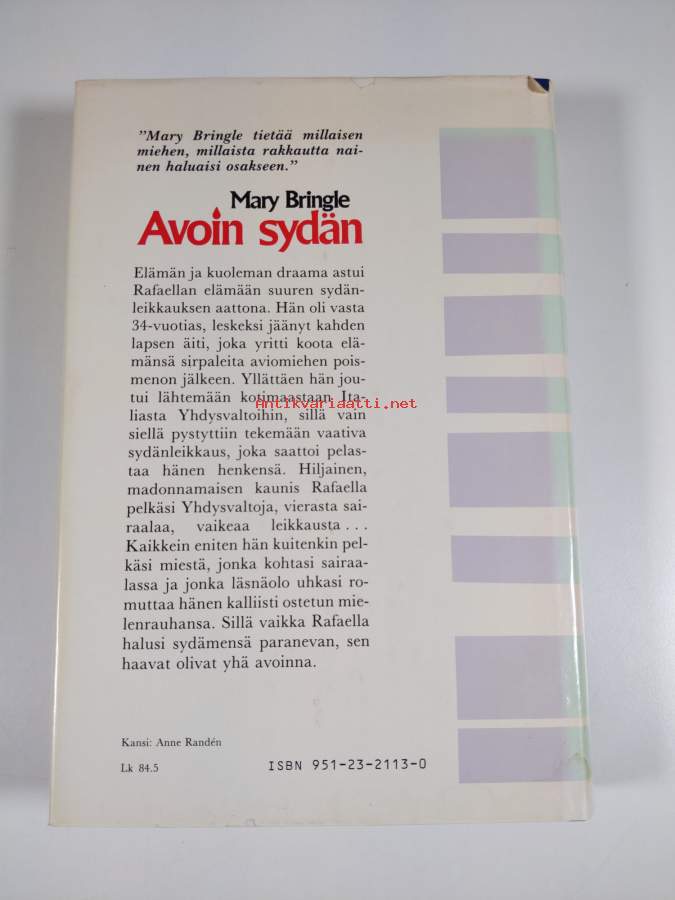 ”Mary Bringle tietää millaisen
miehen, millaista rakkautta nai-
nen haluaisi osakseen.”
Mary Bringle
Avoin sydän
Elämän ja kuoleman draama astui
Rafaellan elämään suuren sydän-
leikkauksen aattona. Hän oli vasta
34-vuotias, leskeksi jäänyt kahden
lapsen äiti, joka yritti koota elä-
mänsä sirpaleita aviomiehen pois-
menon jälkeen. Yllättäen hän jou-
tui lähtemään kotimaastaan Ita-
antikvariaatti.net
liasta Yhdysvaltoihin, sillä vain
siellä pystyttiin tekemään vaativa
sydänleikkaus, joka saattoi pelas-
taa hänen henkensä. Hiljainen,
madonnamaisen kaunis Rafaella
pelkäsi Yhdysvaltoja, vierasta sai-
raalaa, vaikeaa leikkausta...
Kaikkein eniten hän kuitenkin pel-
käsi miestä, jonka kohtasi sairaa-
lassa ja jonka läsnäolo uhkasi ro-
muttaa hänen kalliisti ostetun mie-
lenrauhansa. Sillä vaikka Rafaella
halusi sydämensä paranevan, sen
haavat olivat yhä avoinna.
Kansi: Anne Randén
Lk 84.5
ISBN 951-23-2113-0